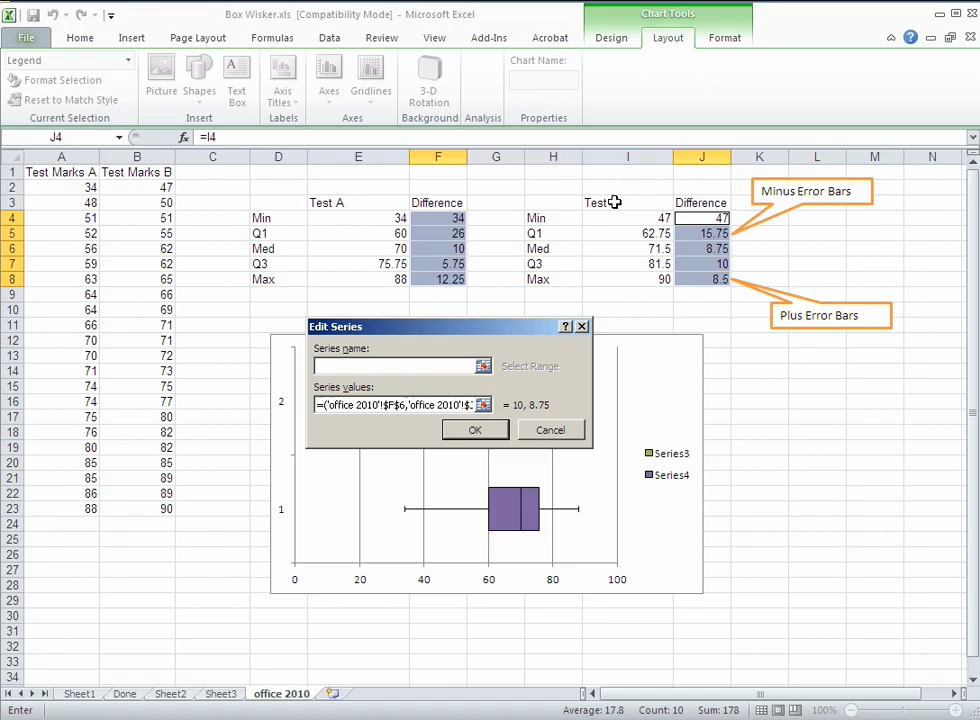 Box Wisker.xls [Compatibility Mode] - Microsoft Excel
Chart Tools
File Home Insert Page Layout Formulas Data Review View Add-Ins Acrobat Design Layout Format
Legend
Format Selection
Reset to Match Style
Current Selection
Picture Shapes Text Box
Insert
Axis Titles
Labels
Axes Gridlines
Axes
3-D Rotation
Background
Analysis
Chart Name:
Properties
J4 fx =I4
A B C D E F G H I J K L M N
1 Test Marks A Test Marks B
2 34 47
3 48 50 Test A Difference Test Difference
4 51 51 Min 34 34 Min 47 47
5 52 55 Q1 60 26 Q1 62.75 15.75
6 56 62 Med 70 10 Med 71.5 8.75
7 59 62 Q3 75.75 5.75 Q3 81.5 10
8 63 65 Max 88 12.25 Max 90 8.5
9 64 66
10 64 69
11 66 71
12 70 71
13 70 72
14 71 73
15 74 75
16 74 77
17 75 80
18 76 82
19 80 82
20 85 85
21 85 89
22 86 89
23 88 90
24
25
26
27
28
29
30
31
32
33
34
Minus Error Bars
Plus Error Bars
Edit Series
Series name:
Select Range
Series values:
=('office 2010'!$F$6,'office 2010'!$ = 10, 8.75
OK Cancel
2
1
0 20 40 60 80 100
Series3
Series4
Sheet1 Done Sheet2 Sheet3 office 2010
Enter Average: 17.8 Count: 10 Sum: 178 100%